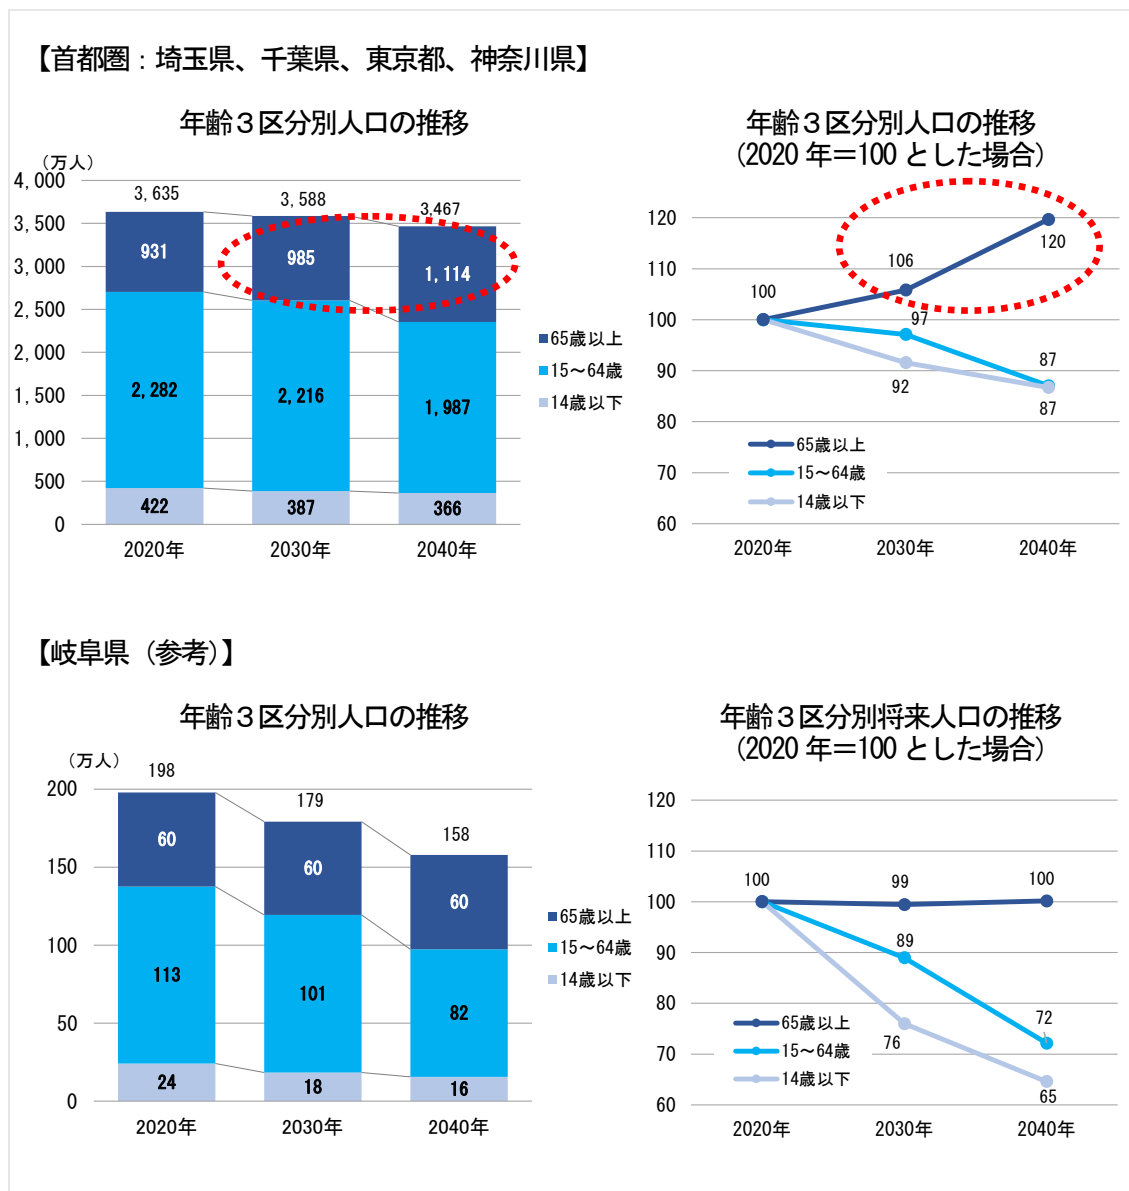 【首都圏：埼玉県、千葉県、東京都、神奈川県】
年齢３区分別人口の推移
（万人）
4,000
3,500
3,000
2,500
2,000
1,500
1,000
500
0
3,635
3,588
3,467
931
985
1,114
2,282
2,216
1,987
422
387
366
2020年
2030年
2040年
65歳以上
15～64歳
14歳以下
年齢３区分別人口の推移
（2020 年＝100 とした場合）
120
110
100
90
80
70
60
100
106
120
97
87
92
87
65歳以上
15～64歳
14歳以下
2020年
2030年
2040年
【岐阜県（参考）】
年齢３区分別人口の推移
（万人）
200
150
100
50
0
198
179
158
60
60
60
113
101
82
24
18
16
2020年
2030年
2040年
65歳以上
15～64歳
14歳以下
年齢３区分別将来人口の推移
（2020 年＝100 とした場合）
120
110
100
90
80
70
60
100
99
100
89
72
76
65
65歳以上
15～64歳
14歳以下
2020年
2030年
2040年